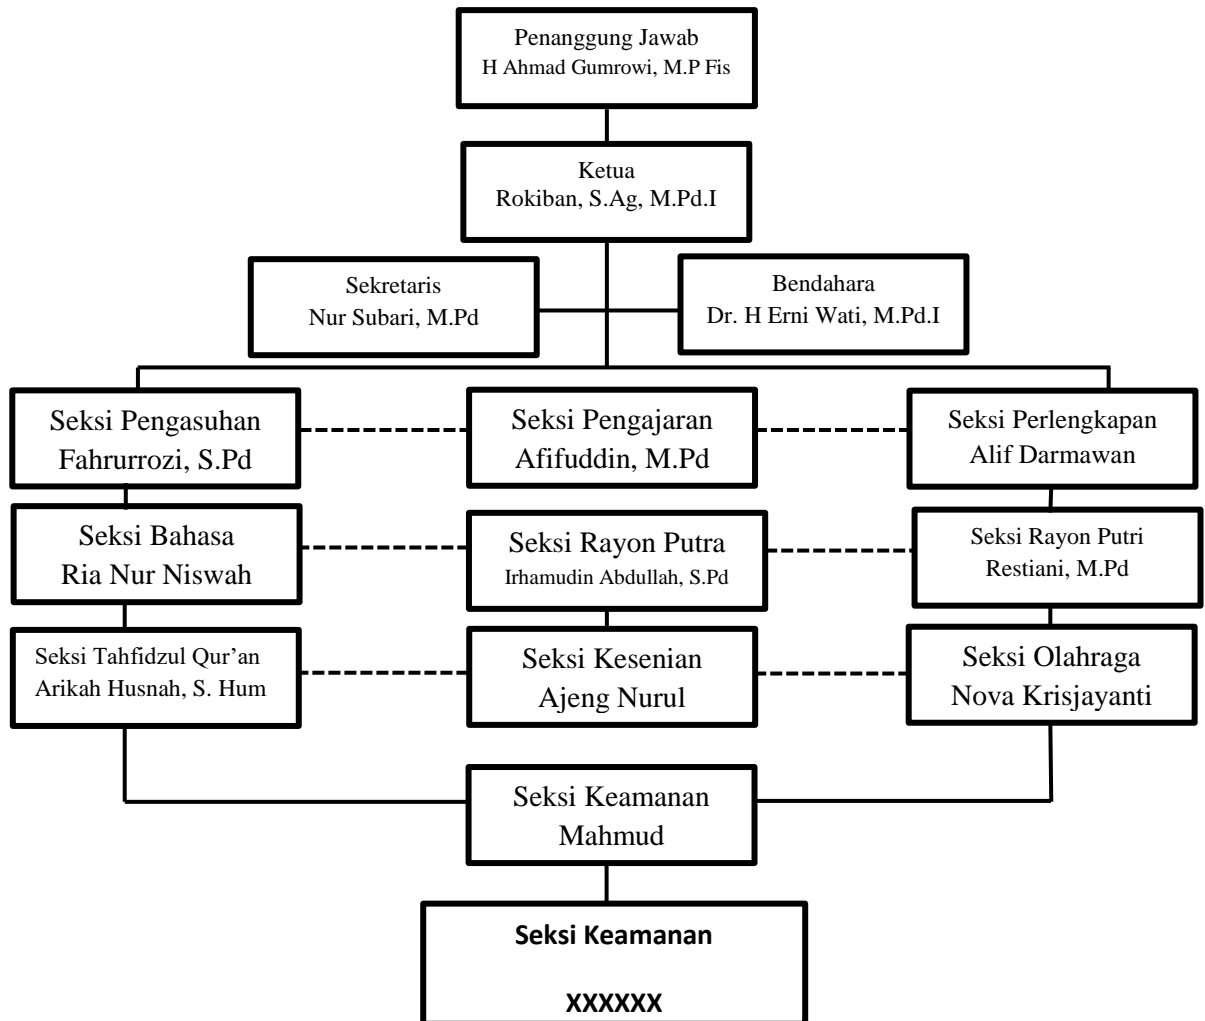 Penanggung Jawab
H Ahmad Gumrowi, M.P Fis
Ketua
Rokiban, S.Ag, M.Pd.I
Sekretaris
Nur Subari, M.Pd
Bendahara
Dr. H Erni Wati, M.Pd.I
Seksi Pengasuhan
Fahrurrozi, S.Pd
Seksi Pengajaran
Afifuddin, M.Pd
Seksi Perlengkapan
Alif Darmawan
Seksi Bahasa
Ria Nur Niswah
Seksi Rayon Putra
Irhamudin Abdullah, S.Pd
Seksi Rayon Putri
Restiani, M.Pd
Seksi Tahfidzul Qur’an
Arikah Husnah, S. Hum
Seksi Kesenian
Ajeng Nurul
Seksi Olahraga
Nova Krisjayanti
Seksi Keamanan
Mahmud
Seksi Keamanan
XXXXXX